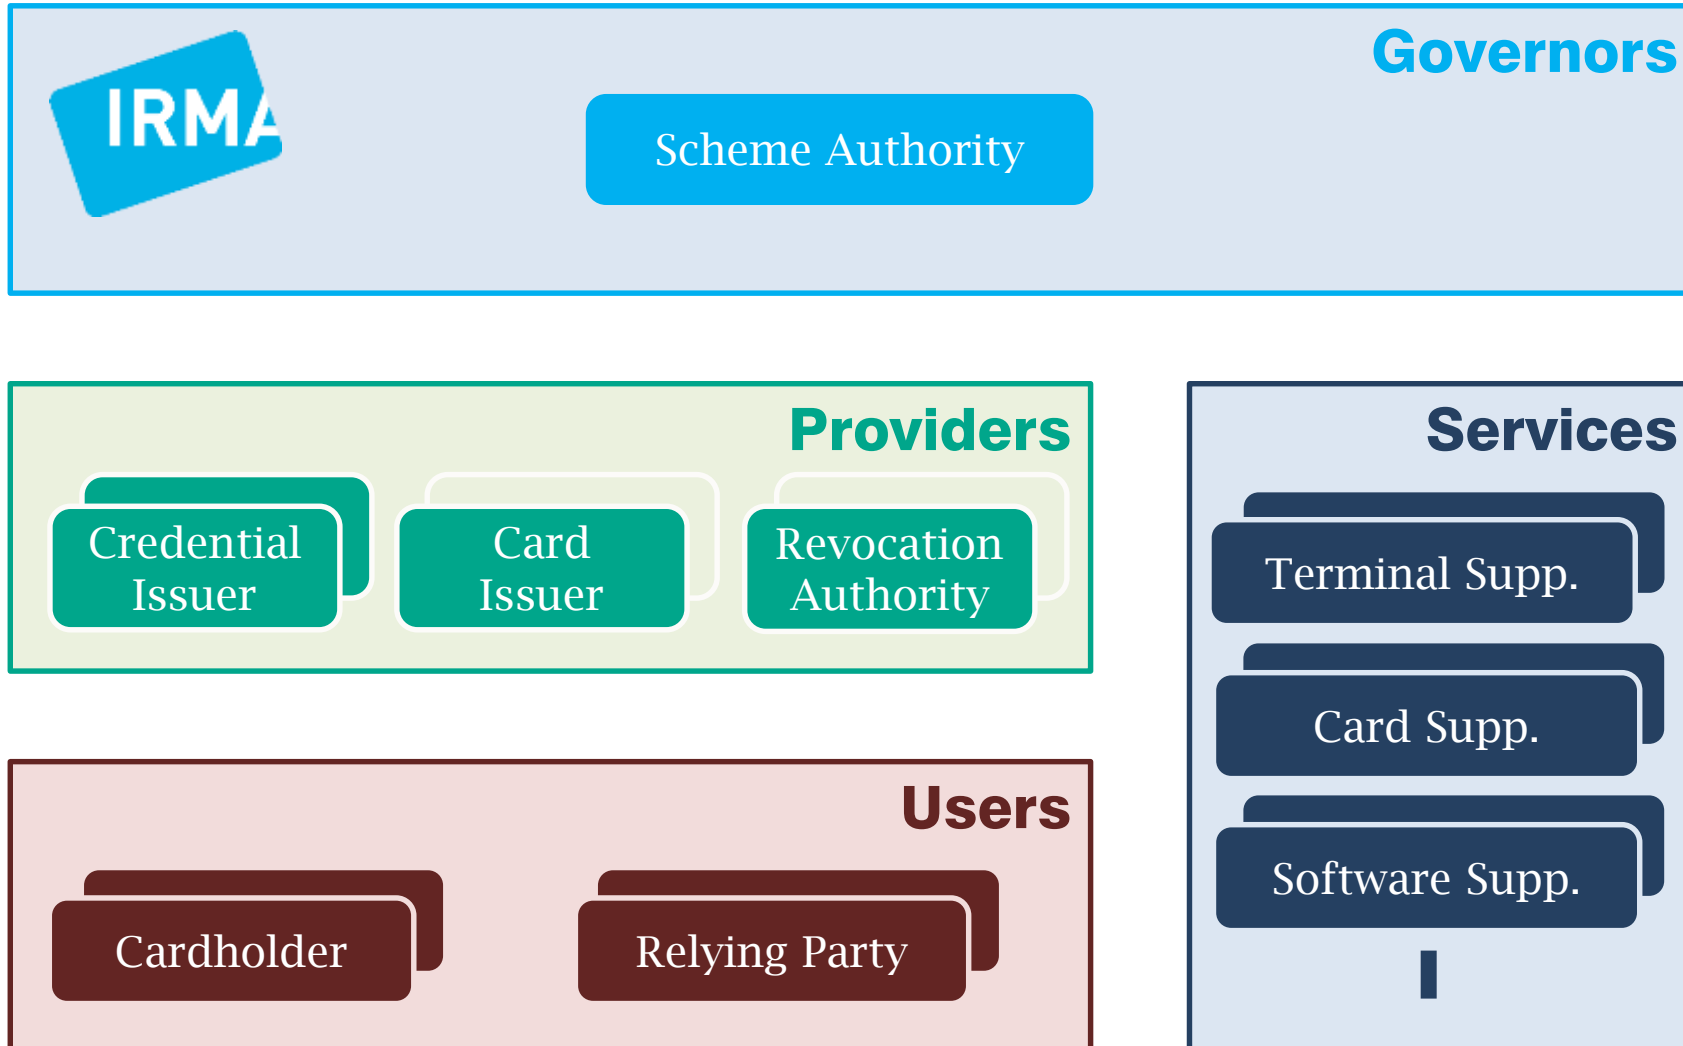 Governors
IRMA
Scheme Authority
Providers
Credential
Issuer
Card
Issuer
Revocation
Authority
Services
Terminal Supp.
Card Supp.
Software Supp.
Users
Cardholder
Relying Party